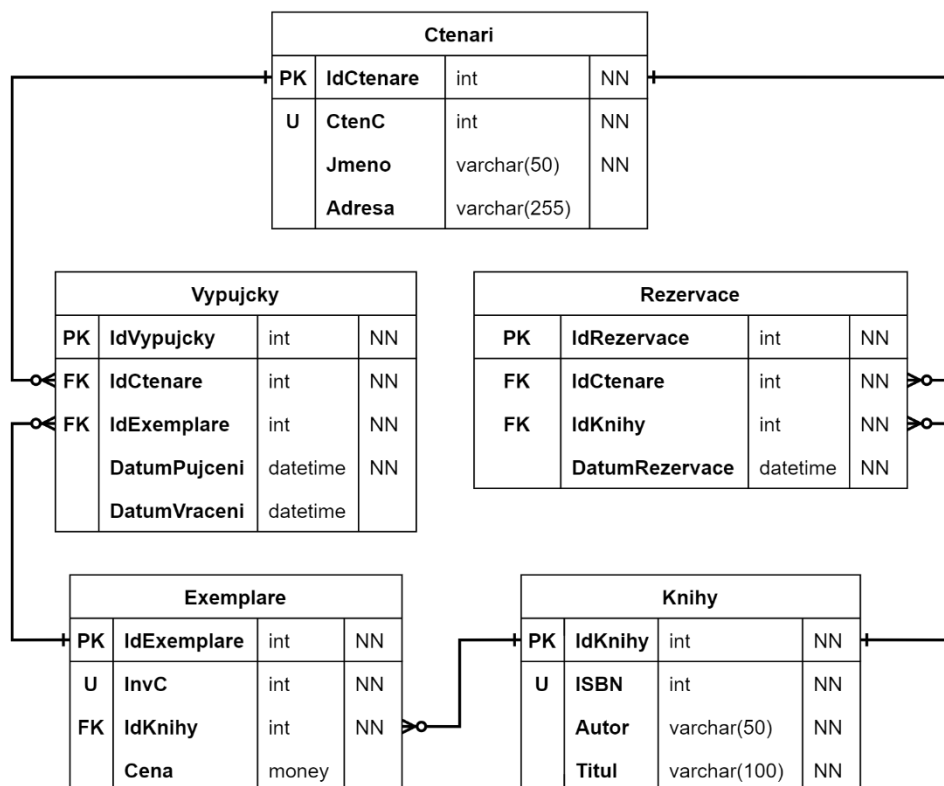 Ctenari
PK IdCtenare int NN
U CtenC int NN
Jmeno varchar(50) NN
Adresa varchar(255)
Vypujcky
PK IdVypujcky int NN
FK IdCtenare int NN
FK IdExemplare int NN
DatumPujceni datetime NN
DatumVraceni datetime
Rezervace
PK IdRezervace int NN
FK IdCtenare int NN
FK IdKnihy int NN
DatumRezervace datetime NN
Exemplare
PK IdExemplare int NN
U InvC int NN
FK IdKnihy int NN
Cena money
Knihy
PK IdKnihy int NN
U ISBN int NN
Autor varchar(50) NN
Titul varchar(100) NN